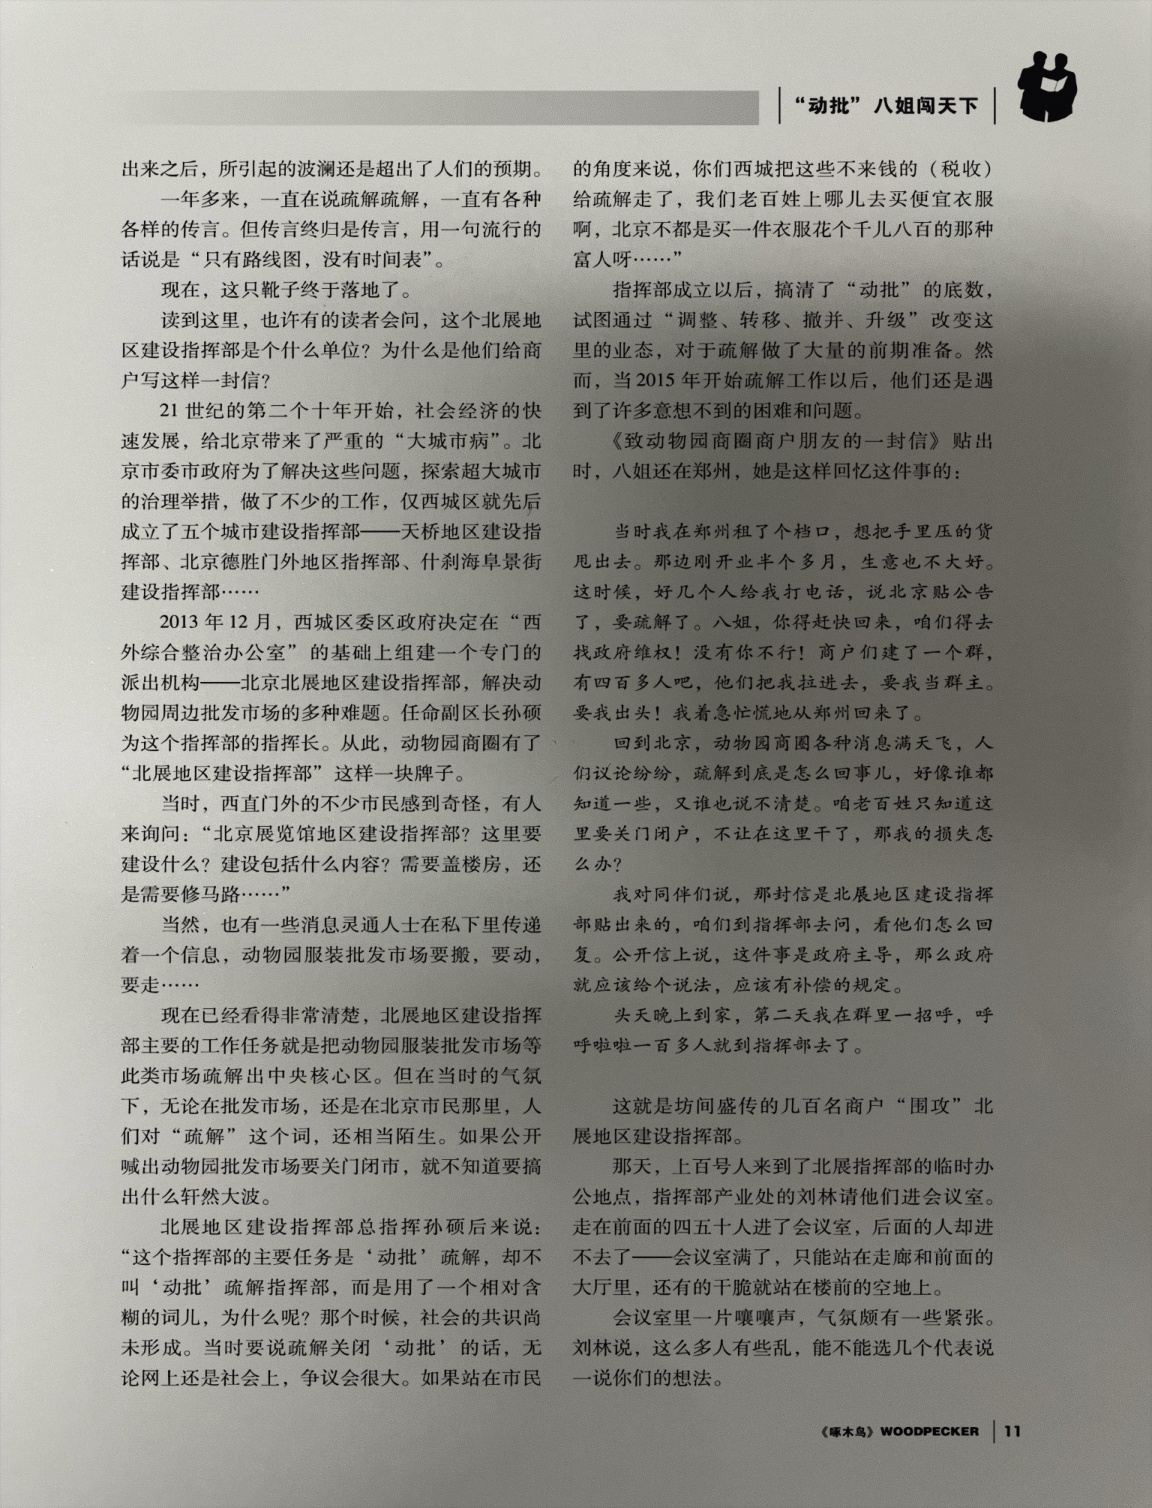 “动批”八姐闯天下
出来之后，所引起的波澜还是超出了人们的预期。
一年多来，一直在说疏解疏解，一直有各种
各样的传言。但传言终归是传言，用一句流行的
话说是“只有路线图，没有时间表”。
现在，这只靴子终于落地了。
读到这里，也许有的读者会问，这个北展地
区建设指挥部是个什么单位？为什么是他们给商
户写这样一封信？
21 世纪的第二个十年开始，社会经济的快
速发展，给北京带来了严重的“大城市病”。北
京市委市政府为了解决这些问题，探索超大城市
的治理举措，做了不少的工作，仅西城区就先后
成立了五个城市建设指挥部——天桥地区建设指
挥部、北京德胜门外地区指挥部、什刹海阜景街
建设指挥部……
2013 年 12 月，西城区委区政府决定在“西
外综合整治办公室”的基础上组建一个专门的
派出机构——北京北展地区建设指挥部，解决动
物园周边批发市场的多种难题。任命副区长孙硕
为这个指挥部的指挥长。从此，动物园商圈有了
“北展地区建设指挥部”这样一块牌子。
当时，西直门外的不少市民感到奇怪，有人
来询问：“北京展览馆地区建设指挥部？这里要
建设什么？建设包括什么内容？需要盖楼房，还
是需要修马路……”
当然，也有一些消息灵通人士在私下里传递
着一个信息，动物园服装批发市场要搬，要动，
要走……
现在已经看得非常清楚，北展地区建设指挥
部主要的工作任务就是把动物园服装批发市场等
此类市场疏解出中央核心区。但在当时的气氛
下，无论在批发市场，还是在北京市民那里，人
们对“疏解”这个词，还相当陌生。如果公开
喊出动物园批发市场要关门闭市，就不知道要搞
出什么轩然大波。
北展地区建设指挥部总指挥孙硕后来说：
“这个指挥部的主要任务是‘动批’疏解，却不
叫‘动批’疏解指挥部，而是用了一个相对含
糊的词儿，为什么呢？那个时候，社会的共识尚
未形成。当时要说疏解关闭‘动批’的话，无
论网上还是社会上，争议会很大。如果站在市民
的角度来说，你们西城把这些不来钱的（税收）
给疏解走了，我们老百姓上哪儿去买便宜衣服
啊，北京不都是买一件衣服花个千儿八百的那种
富人呀……”
指挥部成立以后，搞清了“动批”的底数，
试图通过“调整、转移、撤并、升级”改变这
里的业态，对于疏解做了大量的前期准备。然
而，当 2015 年开始疏解工作以后，他们还是遇
到了许多意想不到的困难和问题。
《致动物园商圈商户朋友的一封信》贴出
时，八姐还在郑州，她是这样回忆这件事的：
当时我在郑州租了个档口，想把手里压的货
甩出去。那边刚开业半个多月，生意也不大好。
这时候，好几个人给我打电话，说北京贴公告
了，要疏解了。八姐，你得赶快回来，咱们得去
找政府维权！没有你不行！商户们建了一个群，
有四百多人吧，他们把我拉进去，要我当群主。
要我出头！我着急忙慌地从郑州回来了。
回到北京，动物园商圈各种消息满天飞，人
们议论纷纷，疏解到底是怎么回事儿，好像谁都
知道一些，又谁也说不清楚。咱老百姓只知道这
里要关门闭户，不让在这里干了，那我的损失怎
么办？
我对同伴们说，那封信是北展地区建设指挥
部贴出来的，咱们到指挥部去问，看他们怎么回
复。公开信上说，这件事是政府主导，那么政府
就应该给个说法，应该有补偿的规定。
头天晚上到家，第二天我在群里一招呼，呼
呼啦啦一百多人就到指挥部去了。
这就是坊间盛传的几百名商户“围攻”北
展地区建设指挥部。
那天，上百号人来到了北展指挥部的临时办
公地点，指挥部产业处的刘林请他们进会议室。
走在前面的四五十人进了会议室，后面的人却进
不去了——会议室满了，只能站在走廊和前面的
大厅里，还有的干脆就站在楼前的空地上。
会议室里一片嚷嚷声，气氛颇有一些紧张。
刘林说，这么多人有些乱，能不能选几个代表说
一说你们的想法。
《啄木鸟》WOODPECKER 11